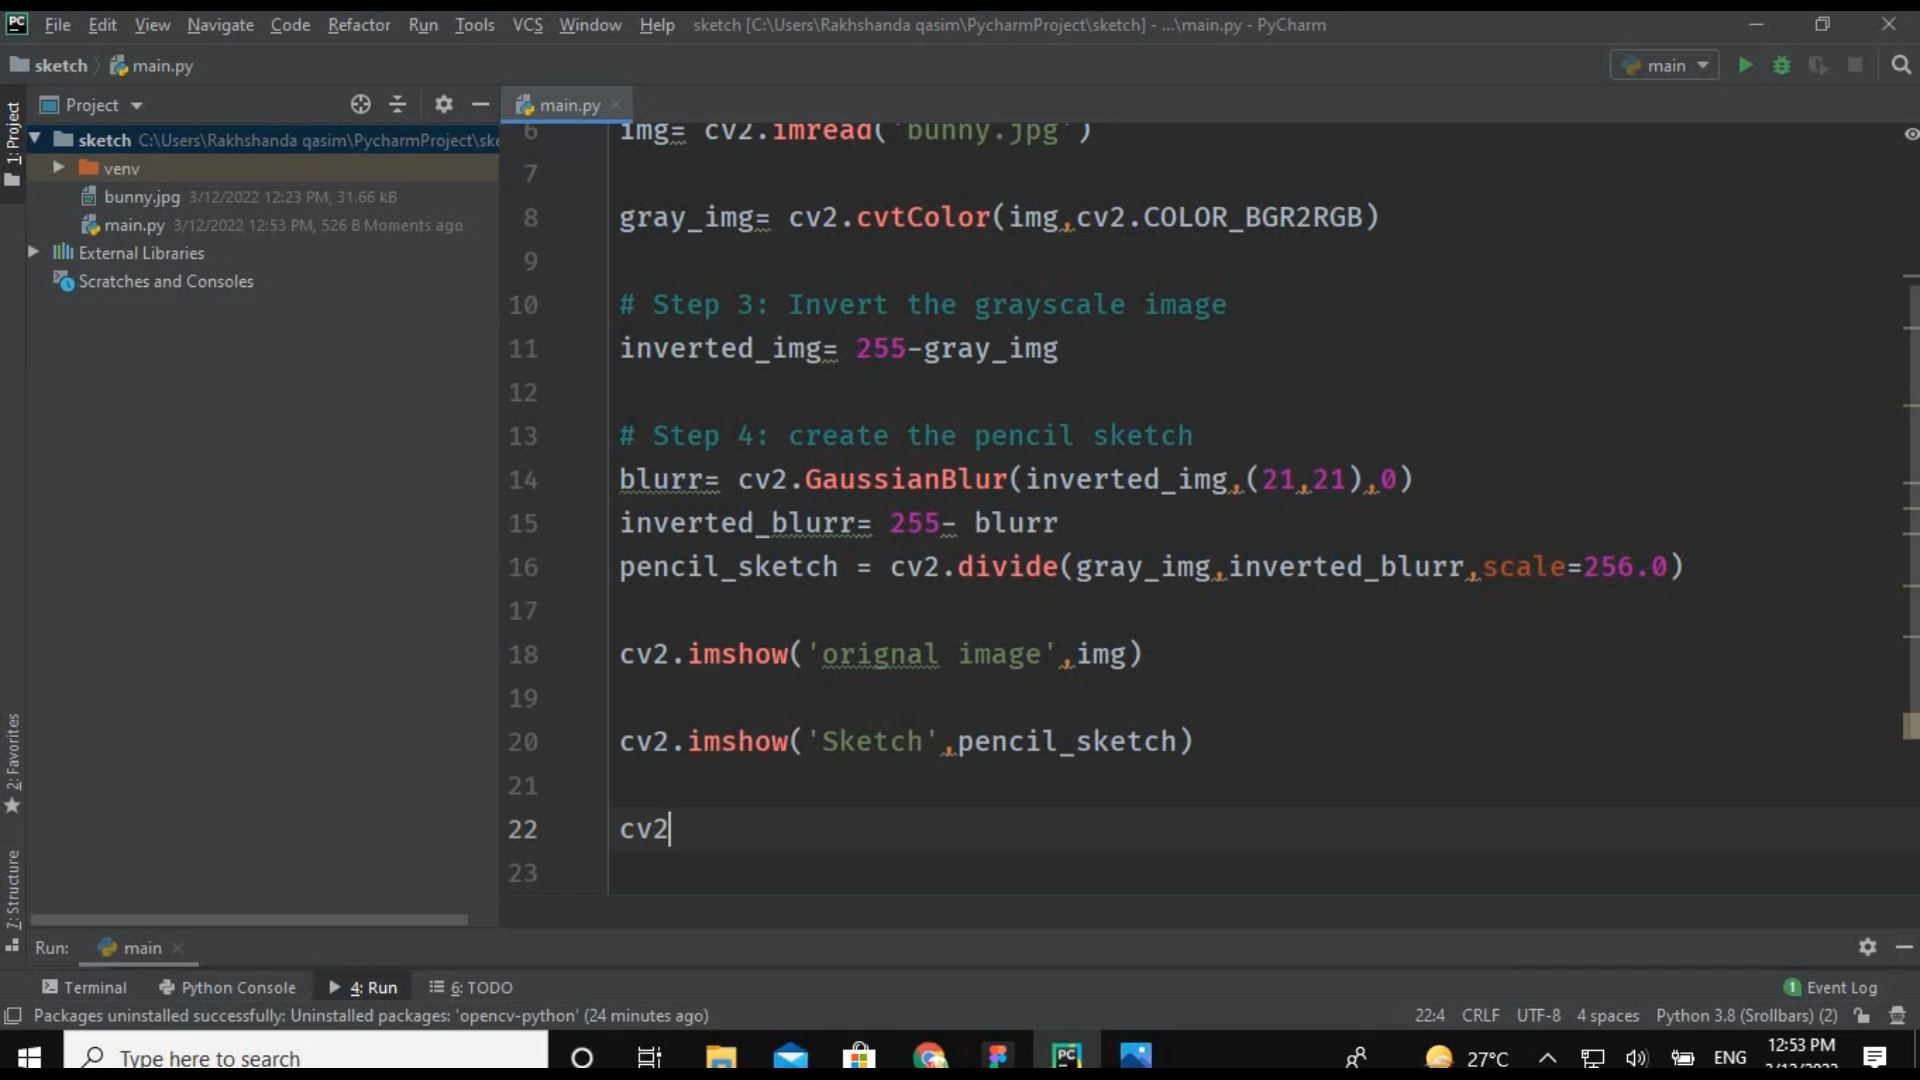 PC File Edit View Navigate Code Refactor Run Tools VCS Window Help sketch [C:\Users\Rakhshanda qasim\PycharmProject\sketch] - ...\main.py - PyCharm
sketch main.py main
1: Project
Project
main.py
sketch C:\Users\Rakhshanda qasim\PycharmProject\ske
venv
bunny.jpg 3/12/2022 12:23 PM, 31.66 kB
main.py 3/12/2022 12:53 PM, 526 B Moments ago
External Libraries
Scratches and Consoles
6 img= cv2.imread('bunny.jpg')
7
8 gray_img= cv2.cvtColor(img,cv2.COLOR_BGR2RGB)
9
10 # Step 3: Invert the grayscale image
11 inverted_img= 255-gray_img
12
13 # Step 4: create the pencil sketch
14 blurr= cv2.GaussianBlur(inverted_img,(21,21),0)
15 inverted_blurr= 255- blurr
16 pencil_sketch = cv2.divide(gray_img,inverted_blurr,scale=256.0)
17
18 cv2.imshow('orignal image',img)
19
20 cv2.imshow('Sketch',pencil_sketch)
21
22 cv2
23
2: Favorites
7: Structure
Run: main
Terminal Python Console 4: Run 6: TODO 1 Event Log
Packages uninstalled successfully: Uninstalled packages: 'opencv-python' (24 minutes ago) 22:4 CRLF UTF-8 4 spaces Python 3.8 (Srollbars) (2)
Type here to search PC 27°C ENG 12:53 PM